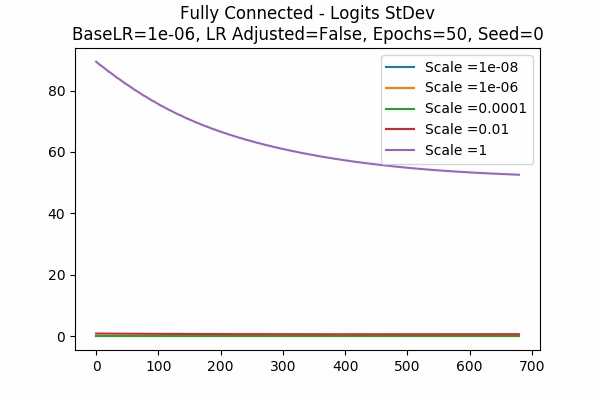 Fully Connected - Logits StDev
BaseLR=1e-06, LR Adjusted=False, Epochs=50, Seed=0
Scale =1e-08
Scale =1e-06
Scale =0.0001
Scale =0.01
Scale =1
80
60
40
20
0
0 100 200 300 400 500 600 700